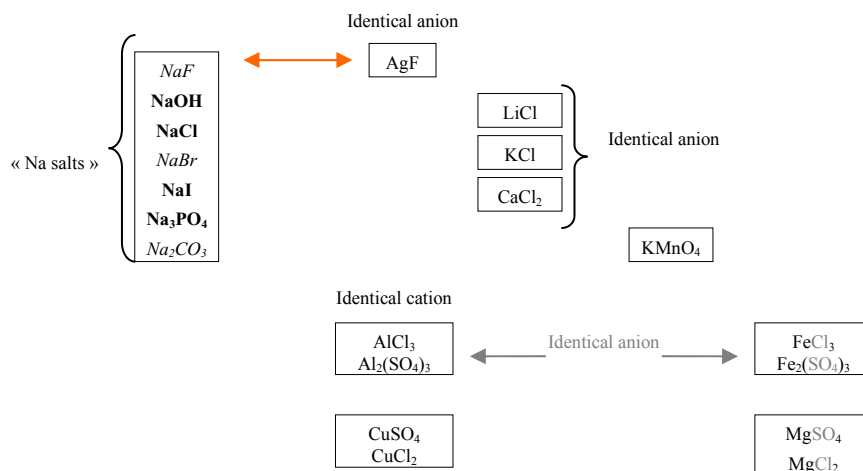 Identical anion
AgF
« Na salts »
NaF
NaOH
NaCl
NaBr
NaI
Na₃PO₄
Na₂CO₃
LiCl
KCl
CaCl₂
Identical anion
KMnO₄
Identical cation
AlCl₃
Al₂(SO₄)₃
Identical anion
FeCl₃
Fe₂(SO₄)₃
CuSO₄
CuCl₂
MgSO₄
MgCl₂